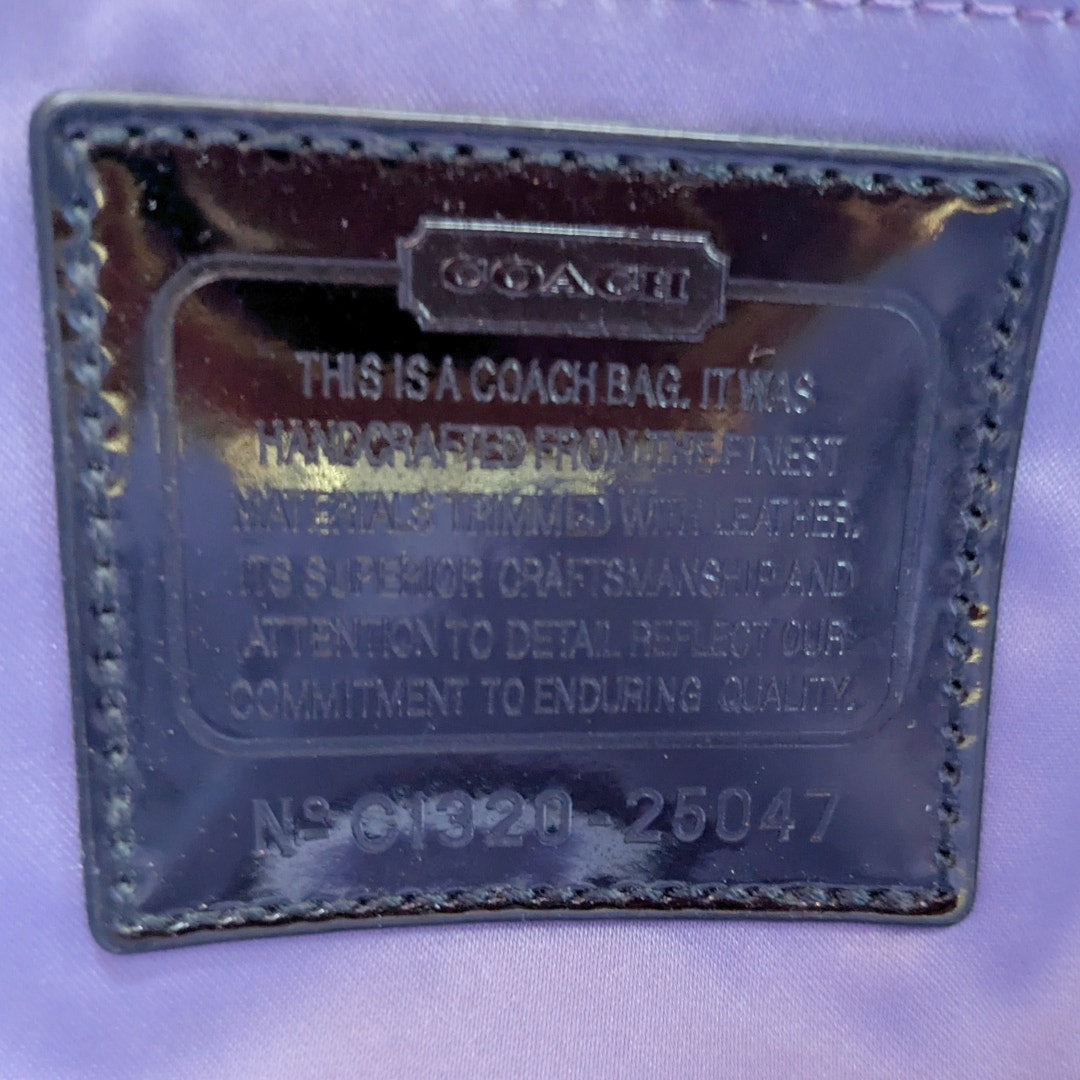 COACH
THIS IS A COACH BAG. IT WAS
HANDCRAFTED FROM THE FINEST
MATERIALS TRIMMED WITH LEATHER.
ITS SUPERIOR CRAFTSMANSHIP AND
ATTENTION TO DETAIL REFLECT OUR
COMMITMENT TO ENDURING QUALITY.
Nº C1320-25047